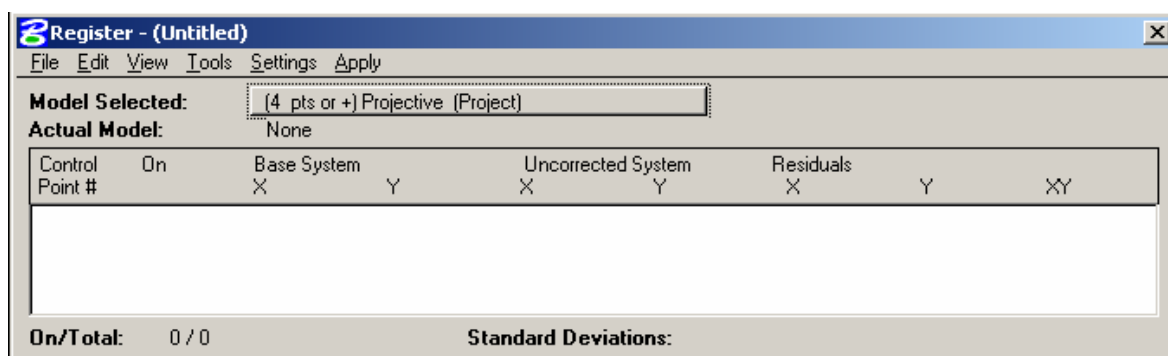 Register - (Untitled)
File Edit View Tools Settings Apply
Model Selected: (4 pts or +) Projective (Project)
Actual Model: None
Control On Base System Uncorrected System Residuals
Point # X Y X Y X Y XY
On/Total: 0 / 0 Standard Deviations: